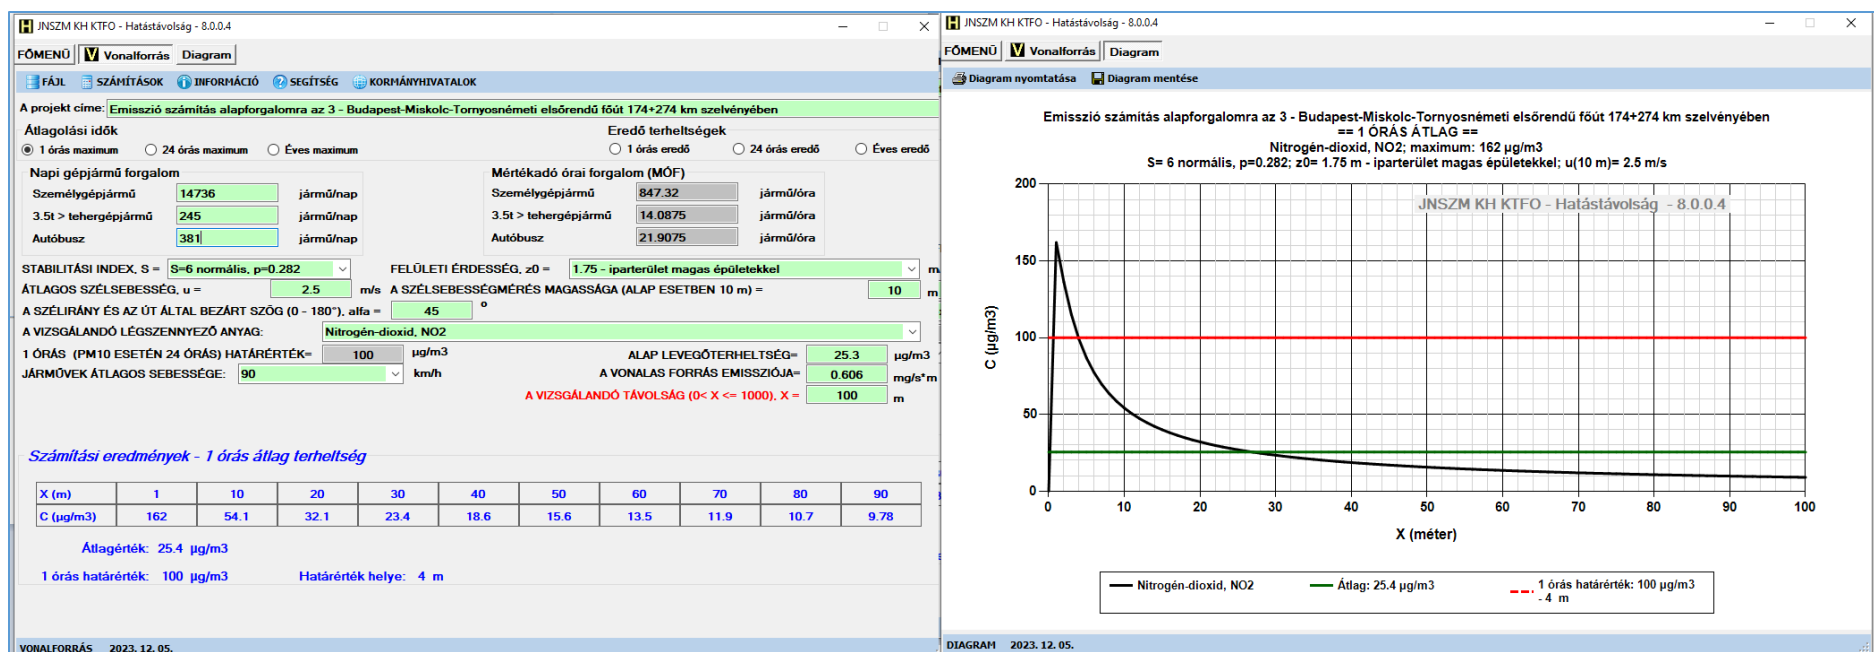 JNSZM KH KTFO - Hatástávolság - 8.0.0.4
FŐMENÜ Vonalforrás Diagram
FÁJL SZÁMÍTÁSOK INFORMÁCIÓ SEGÍTSÉG KORMÁNYHIVATALOK
A projekt címe: Emisszió számítás alapforgalomra az 3 - Budapest-Miskolc-Tornyosnémeti elsőrendű főút 174+274 km szelvényében
Átlagolási idők Eredő terheltségek
1 órás maximum 24 órás maximum Éves maximum 1 órás eredő 24 órás eredő Éves eredő
Napi gépjármű forgalom Mértékadó órai forgalom (MÓF)
Személygépjármű 14736 jármű/nap Személygépjármű 847.32 jármű/óra
3.5t > tehergépjármű 245 jármű/nap 3.5t > tehergépjármű 14.0875 jármű/óra
Autóbusz 381 jármű/nap Autóbusz 21.9075 jármű/óra
STABILITÁSI INDEX, S = S=6 normális, p=0.282 FELÜLETI ÉRDESSÉG, z0 = 1.75 - iparterület magas épületekkel m
ÁTLAGOS SZÉLSEBESSÉG, u = 2.5 m/s A SZÉLSEBESSÉGMÉRÉS MAGASSÁGA (ALAP ESETBEN 10 m) = 10 m
A SZÉLIRÁNY ÉS AZ ÚT ÁLTAL BEZÁRT SZÖG (0 - 180°), alfa = 45 o
A VIZSGÁLANDÓ LÉGSZENNYEZŐ ANYAG: Nitrogén-dioxid, NO2
1 ÓRÁS (PM10 ESETÉN 24 ÓRÁS) HATÁRÉRTÉK= 100 µg/m3 ALAP LEVEGŐTERHELTSÉG= 25.3 µg/m3
JÁRMŰVEK ÁTLAGOS SEBESSÉGE: 90 km/h A VONALAS FORRÁS EMISSZIÓJA= 0.606 mg/s*m
A VIZSGÁLANDÓ TÁVOLSÁG (0< X <= 1000), X = 100 m
Számítási eredmények - 1 órás átlag terheltség
X (m) 1 10 20 30 40 50 60 70 80 90
C (µg/m3) 162 54.1 32.1 23.4 18.6 15.6 13.5 11.9 10.7 9.78
Átlagérték: 25.4 µg/m3
1 órás határérték: 100 µg/m3 Határérték helye: 4 m
VONALFORRÁS 2023. 12. 05.
JNSZM KH KTFO - Hatástávolság - 8.0.0.4
FŐMENÜ Vonalforrás Diagram
Diagram nyomtatása Diagram mentése
Emisszió számítás alapforgalomra az 3 - Budapest-Miskolc-Tornyosnémeti elsőrendű főút 174+274 km szelvényében
== 1 ÓRÁS ÁTLAG ==
Nitrogén-dioxid, NO2; maximum: 162 µg/m3
S= 6 normális, p=0.282; z0= 1.75 m - iparterület magas épületekkel; u(10 m)= 2.5 m/s
JNSZM KH KTFO - Hatástávolság - 8.0.0.4
200
150
100
50
0
C (µg/m3)
0 10 20 30 40 50 60 70 80 90 100
X (méter)
Nitrogén-dioxid, NO2 Átlag: 25.4 µg/m3 1 órás határérték: 100 µg/m3
- 4 m
DIAGRAM 2023. 12. 05.